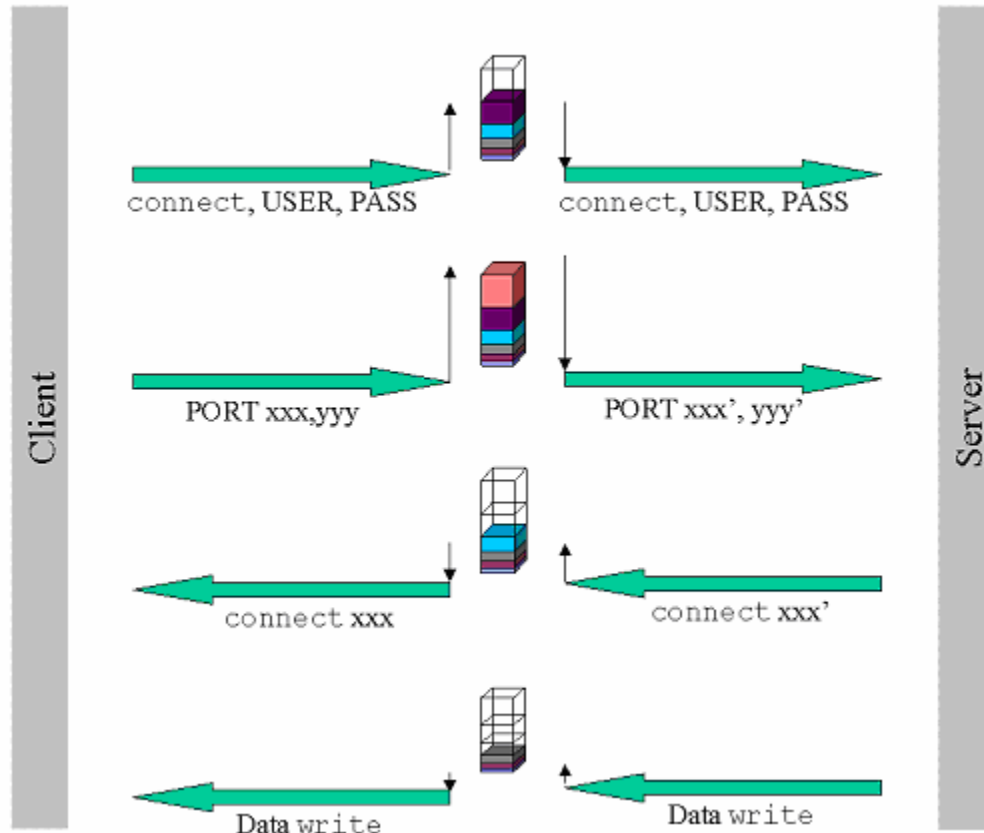 connect, USER, PASS
connect, USER, PASS
PORT xxx,yyy
PORT xxx’, yyy’
Client
Server
connect xxx
connect xxx’
Data write
Data write